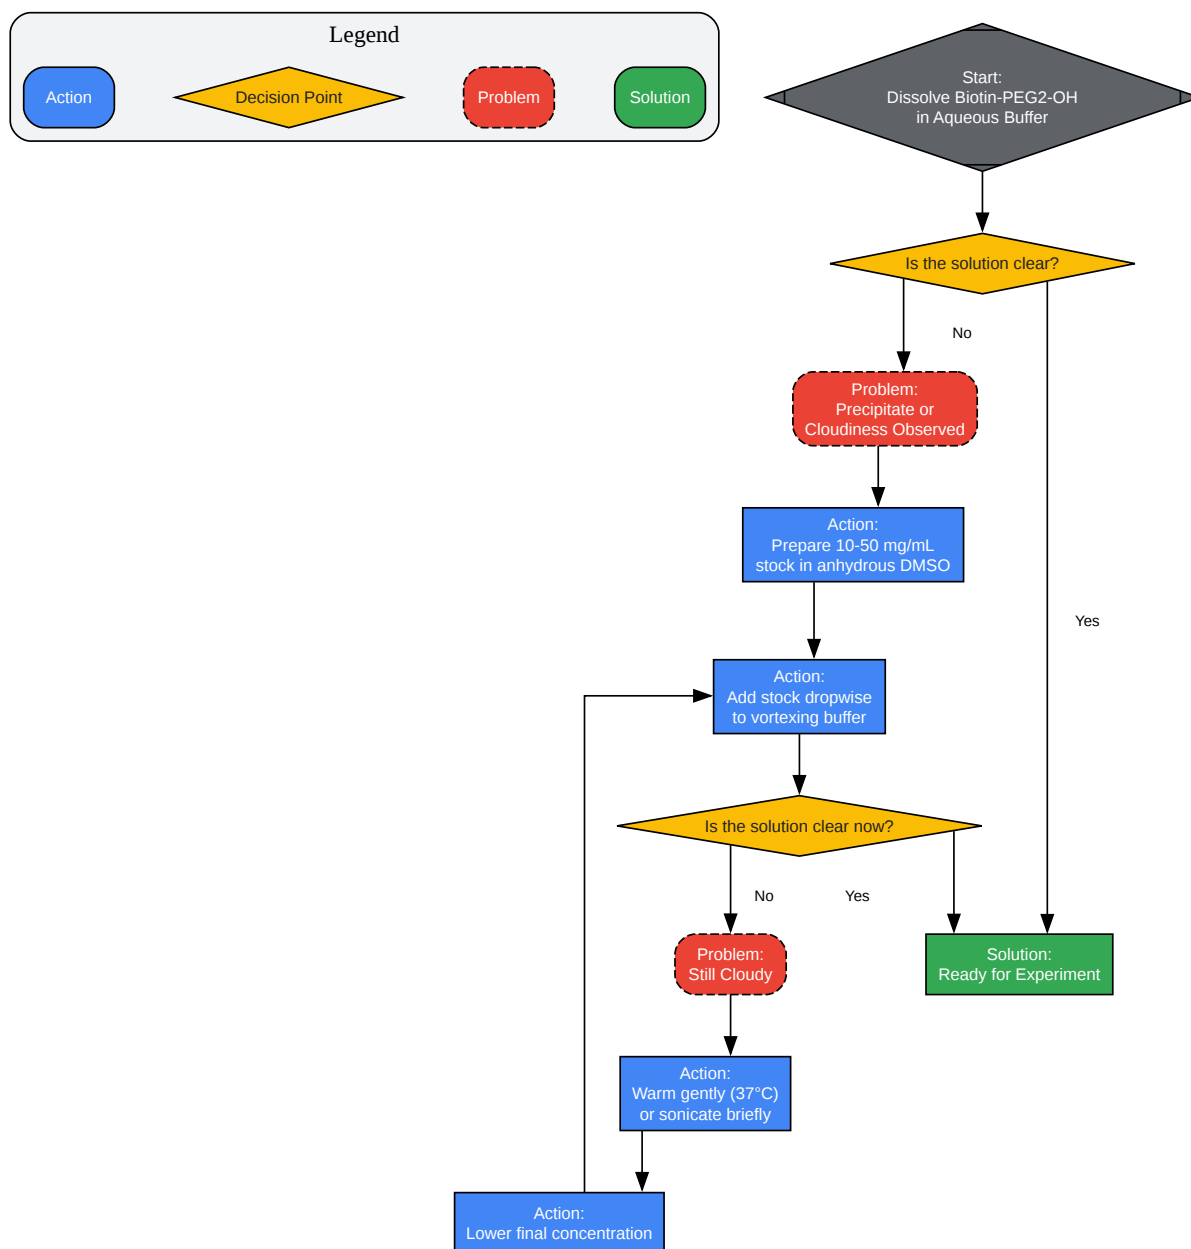 Legend
Action
Decision Point
Problem
Solution
Start:
Dissolve Biotin-PEG2-OH
in Aqueous Buffer
Is the solution clear?
No
Problem:
Precipitate or
Cloudiness Observed
Action:
Prepare 10-50 mg/mL
stock in anhydrous DMSO
Yes
Action:
Add stock dropwise
to vortexing buffer
Is the solution clear now?
No
Yes
Problem:
Still Cloudy
Solution:
Ready for Experiment
Action:
Warm gently (37°C)
or sonicate briefly
Action:
Lower final concentration